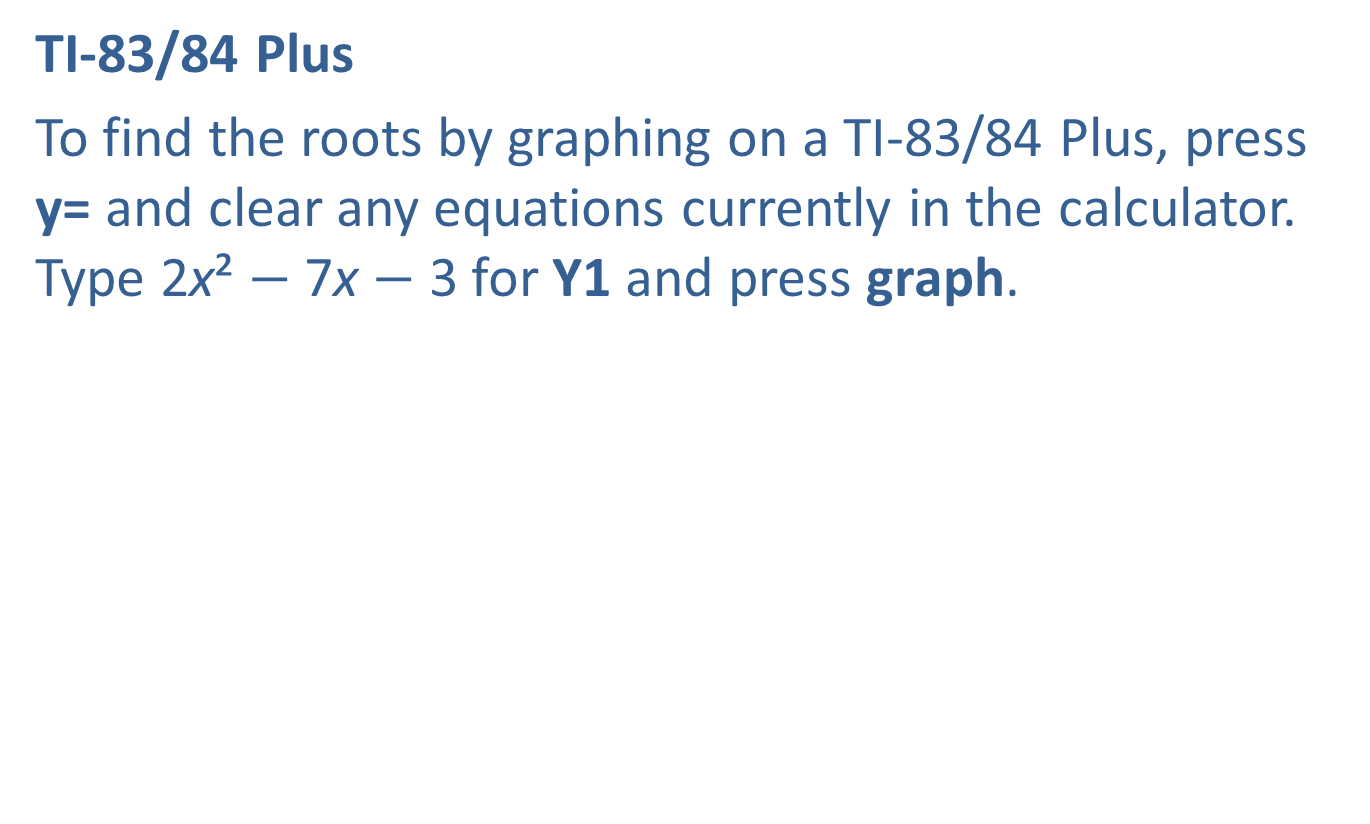 TI-83/84 Plus
To find the roots by graphing on a TI-83/84 Plus, press
y= and clear any equations currently in the calculator.
Type 2x² − 7x − 3 for Y1 and press graph.